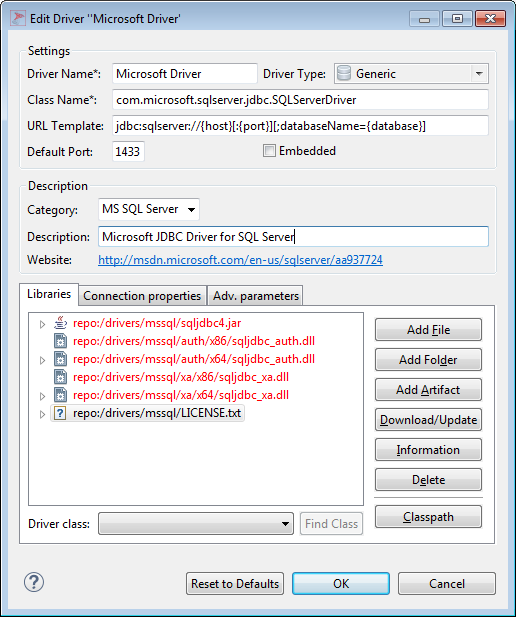 Edit Driver "Microsoft Driver'
Settings
Driver Name*: Microsoft Driver Driver Type: Generic
Class Name*: com.microsoft.sqlserver.jdbc.SQLServerDriver
URL Template: jdbc:sqlserver://{host}[:{port}][;databaseName={database}]
Default Port: 1433 Embedded
Description
Category: MS SQL Server
Description: Microsoft JDBC Driver for SQL Server
Website: http://msdn.microsoft.com/en-us/sqlserver/aa937724
Libraries Connection properties Adv. parameters
repo:/drivers/mssql/sqljdbc4.jar
repo:/drivers/mssql/auth/x86/sqljdbc_auth.dll
repo:/drivers/mssql/auth/x64/sqljdbc_auth.dll
repo:/drivers/mssql/xa/x86/sqljdbc_xa.dll
repo:/drivers/mssql/xa/x64/sqljdbc_xa.dll
repo:/drivers/mssql/LICENSE.txt
Add File
Add Folder
Add Artifact
Download/Update
Information
Delete
Classpath
Driver class: Find Class
? Reset to Defaults OK Cancel